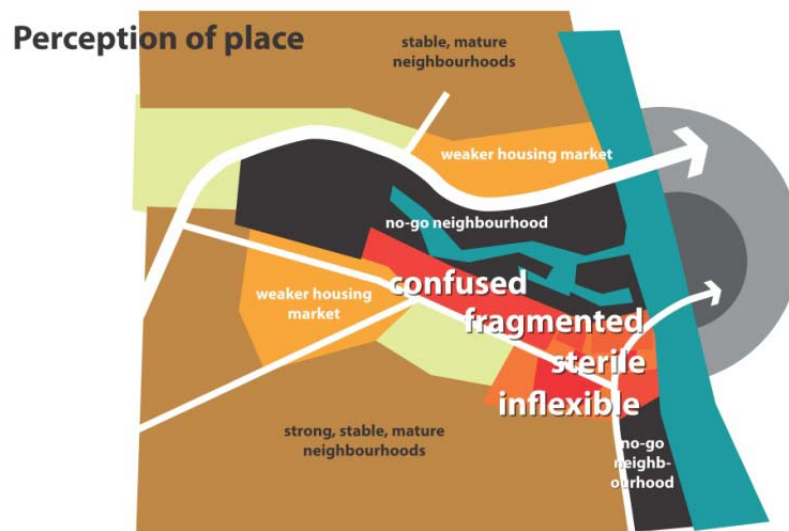 Perception of place
stable, mature
neighbourhoods
weaker housing market
no-go neighbourhood
weaker housing
market
confused
fragmented
sterile
inflexible
strong, stable, mature
neighbourhoods
no-go
neighb-
ourhood